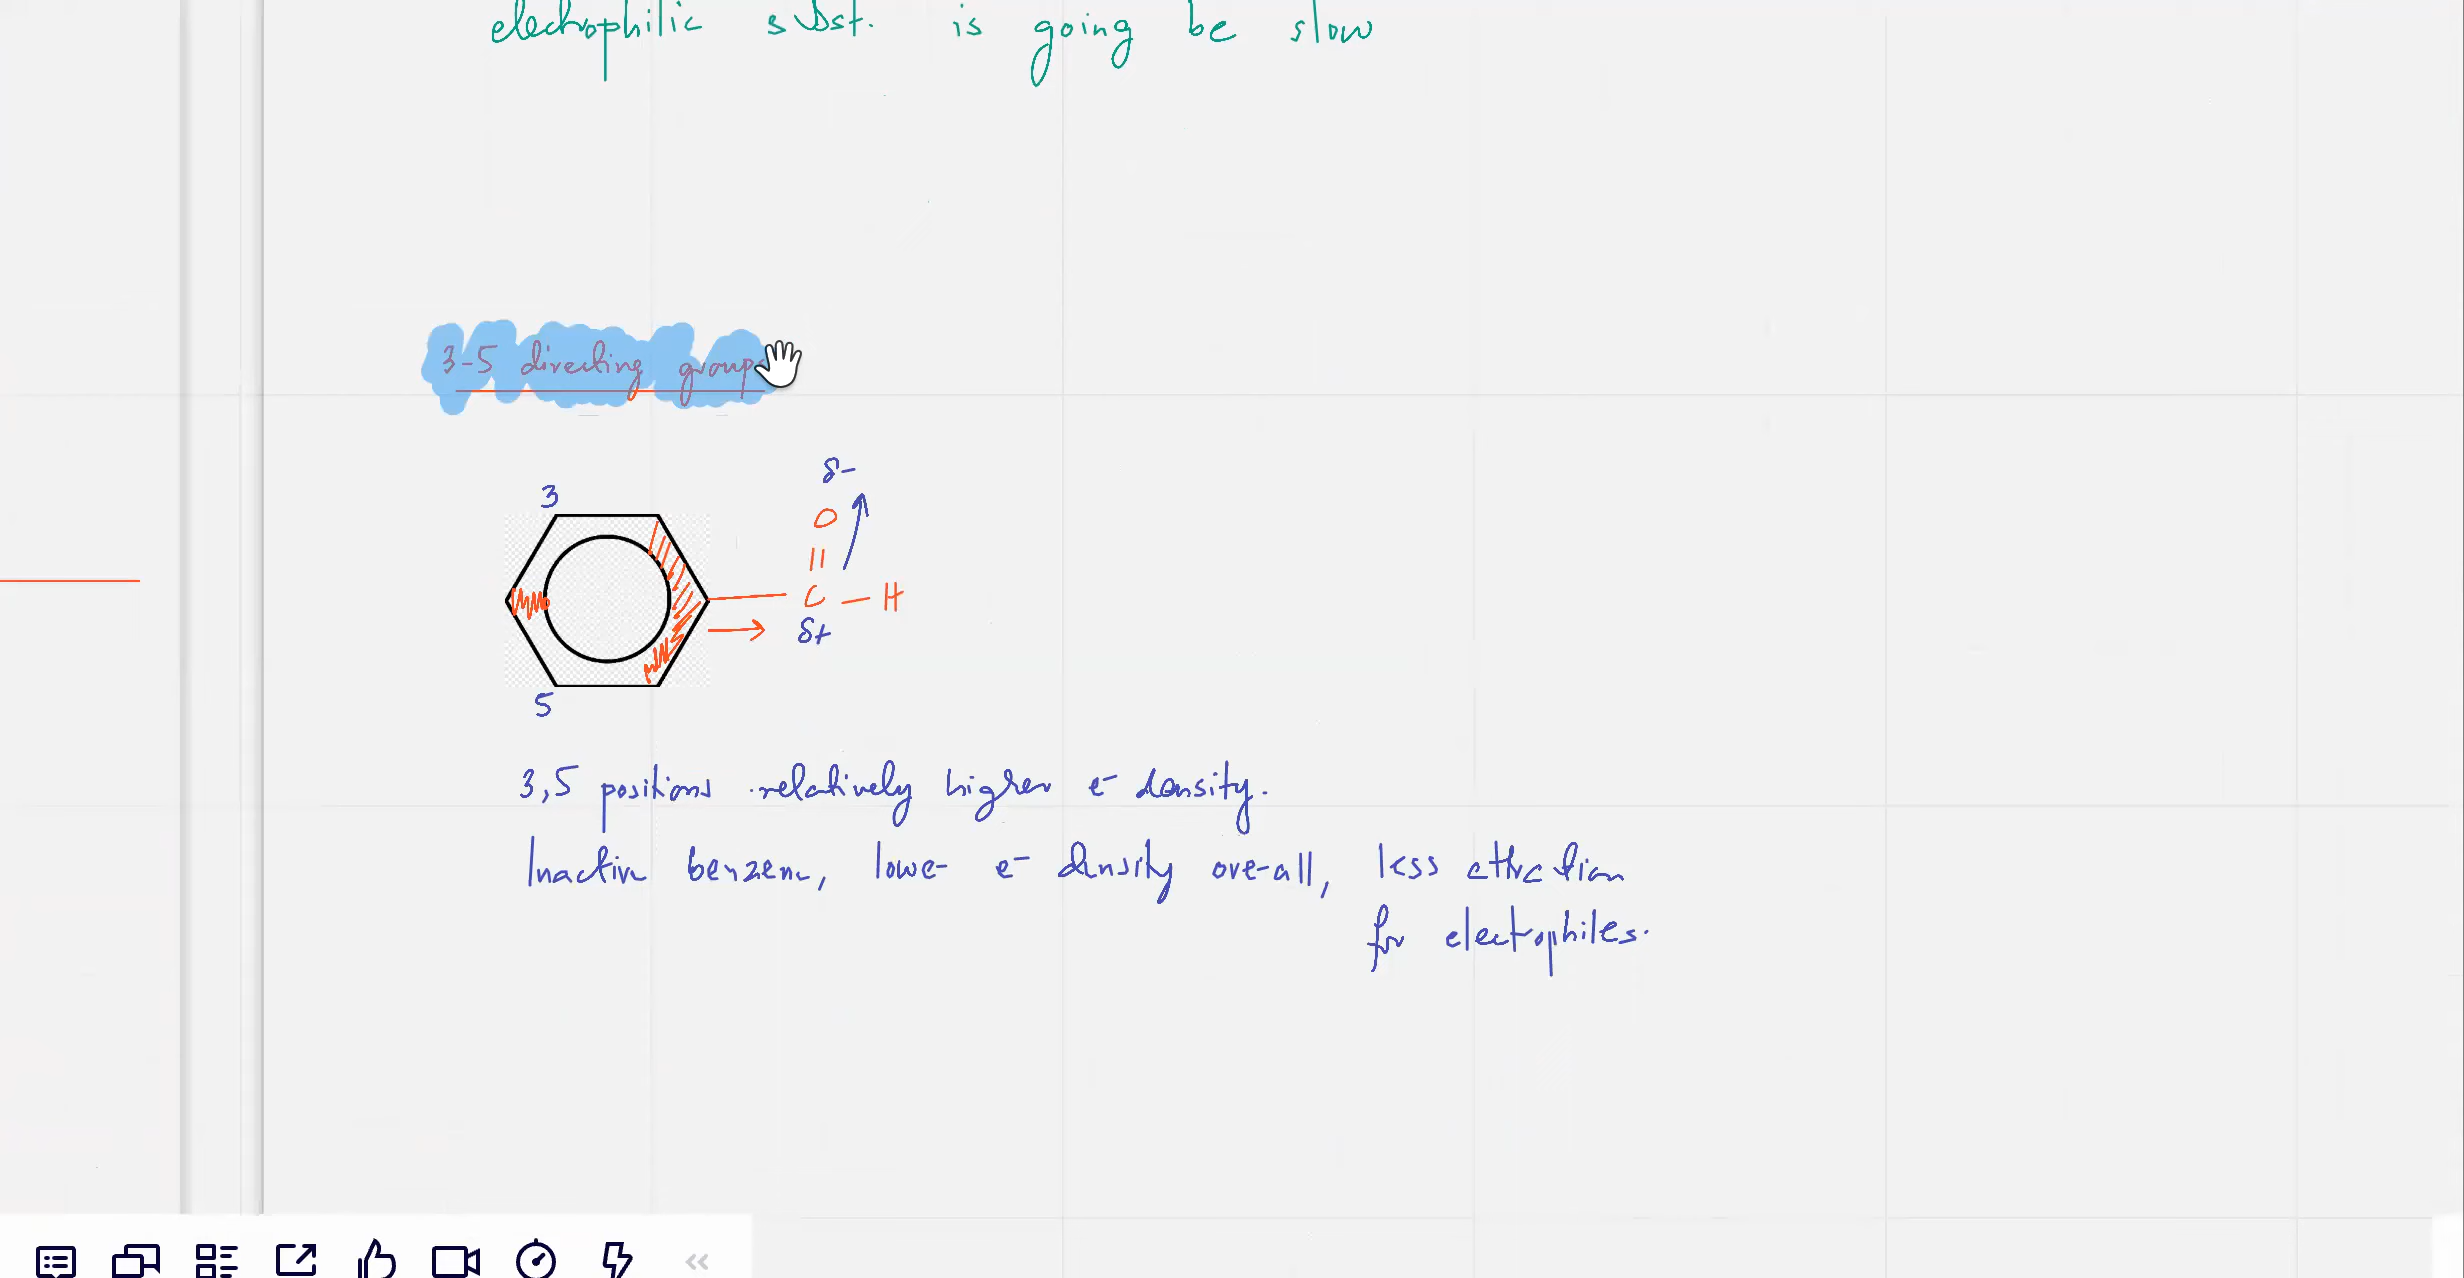 electrophilic subst. is going be slow
3-5 directing groups
δ-
3
O
||
C - H
δ+
5
3,5 positions relatively higher e- density.
Inactive benzene, lower e- density overall, less attraction
for electrophiles.